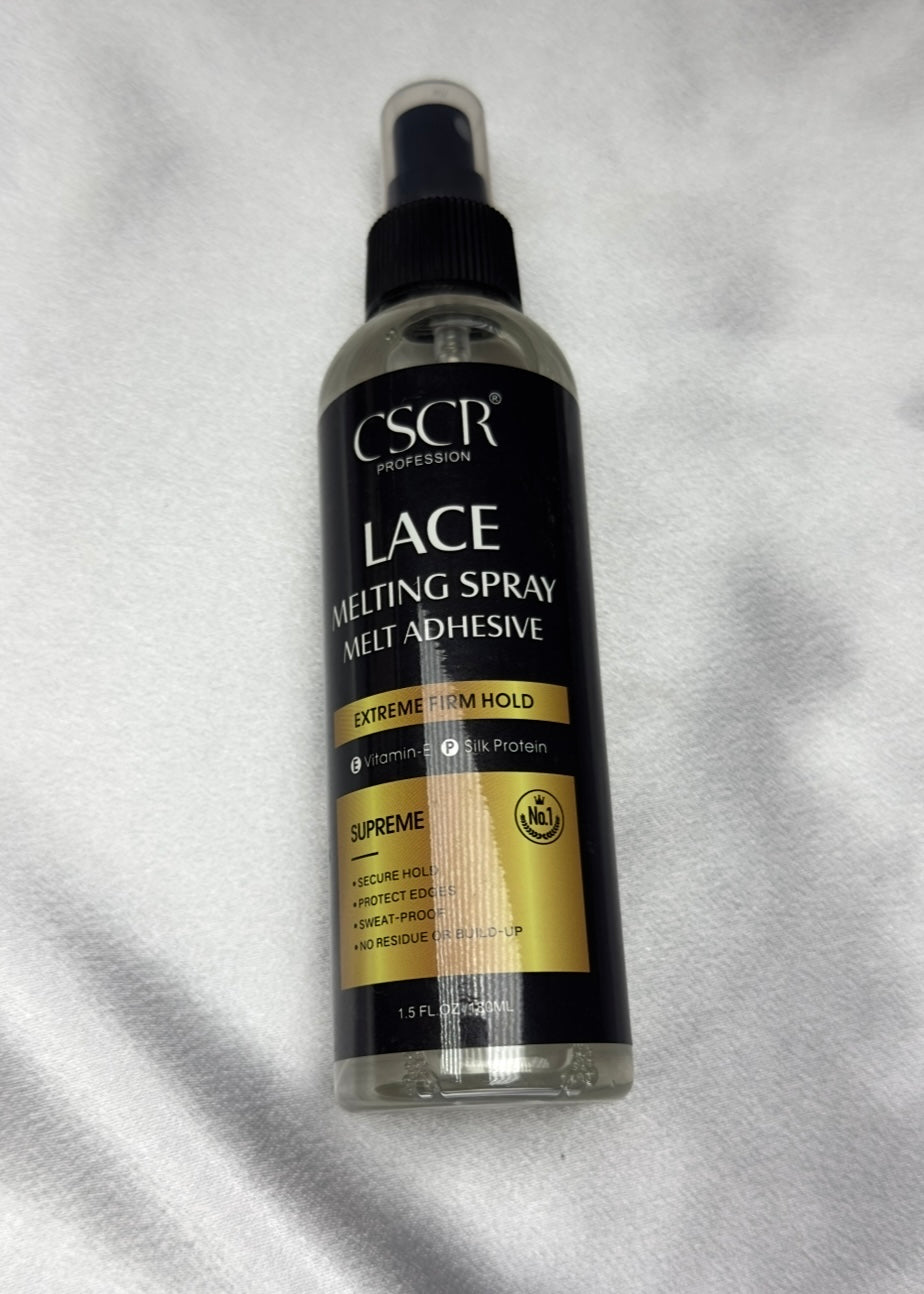 CSCR®
PROFESSION
LACE
MELTING SPRAY
MELT ADHESIVE
EXTREME FIRM HOLD
E Vitamin-E P Silk Protein
SUPREME
No.1
• SECURE HOLD
• PROTECT EDGES
• SWEAT-PROOF
• NO RESIDUE OR BUILD-UP
1.5 FL.OZ/180ML